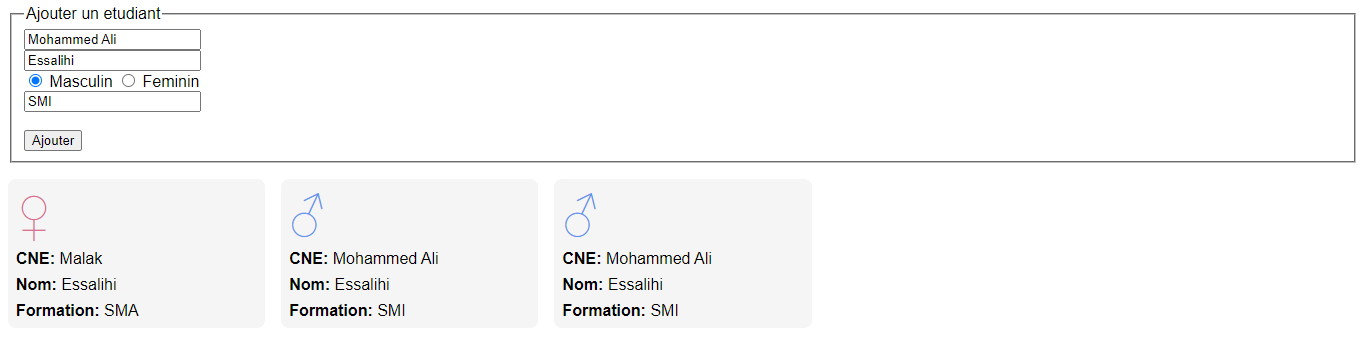 Ajouter un etudiant
Mohammed Ali
Essalihi
Masculin Feminin
SMI
Ajouter
CNE: Malak
Nom: Essalihi
Formation: SMA
CNE: Mohammed Ali
Nom: Essalihi
Formation: SMI
CNE: Mohammed Ali
Nom: Essalihi
Formation: SMI